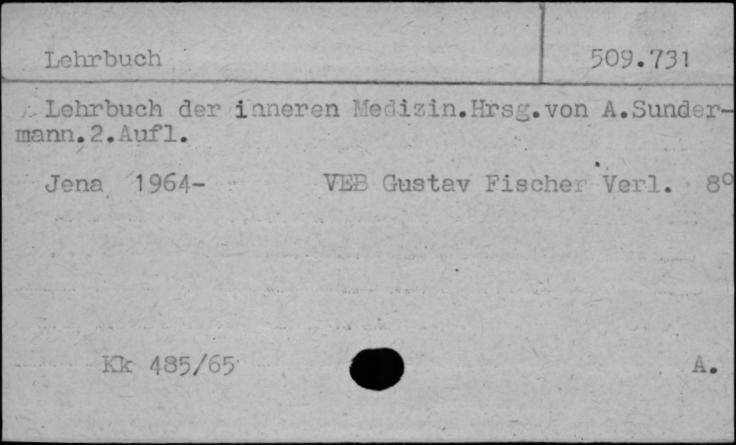 Lehrbuch 509.731
Lehrbuch der inneren Medizin.Hrsg.von A.Sunder-
mann.2.Aufl.
Jena 1964- VEB Gustav Fischer Verl. 8°
Kk 485/65 A.